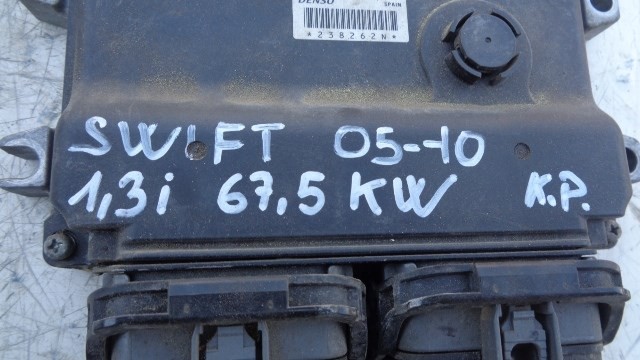 DENSO SPAIN
*238262N*
SWIFT 05-10
1,3i 67,5 KW K.P.